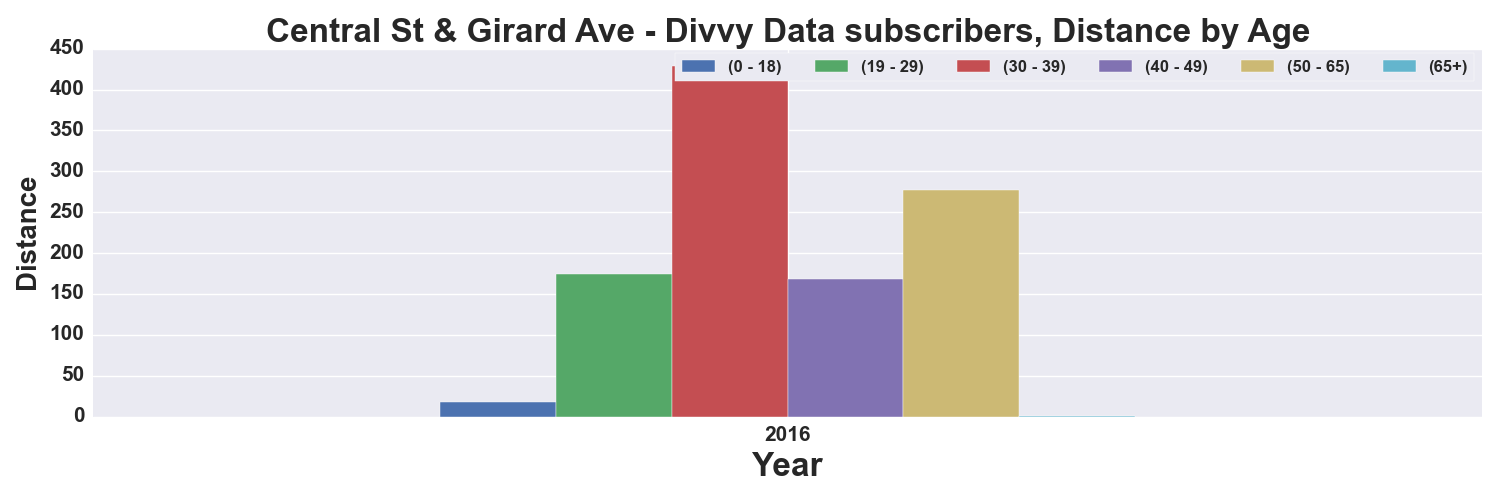 Central St & Girard Ave - Divvy Data subscribers, Distance by Age
450
400
350
300
250
200
150
100
50
0
Distance
(0 - 18) (19 - 29) (30 - 39) (40 - 49) (50 - 65) (65+)
2016
Year